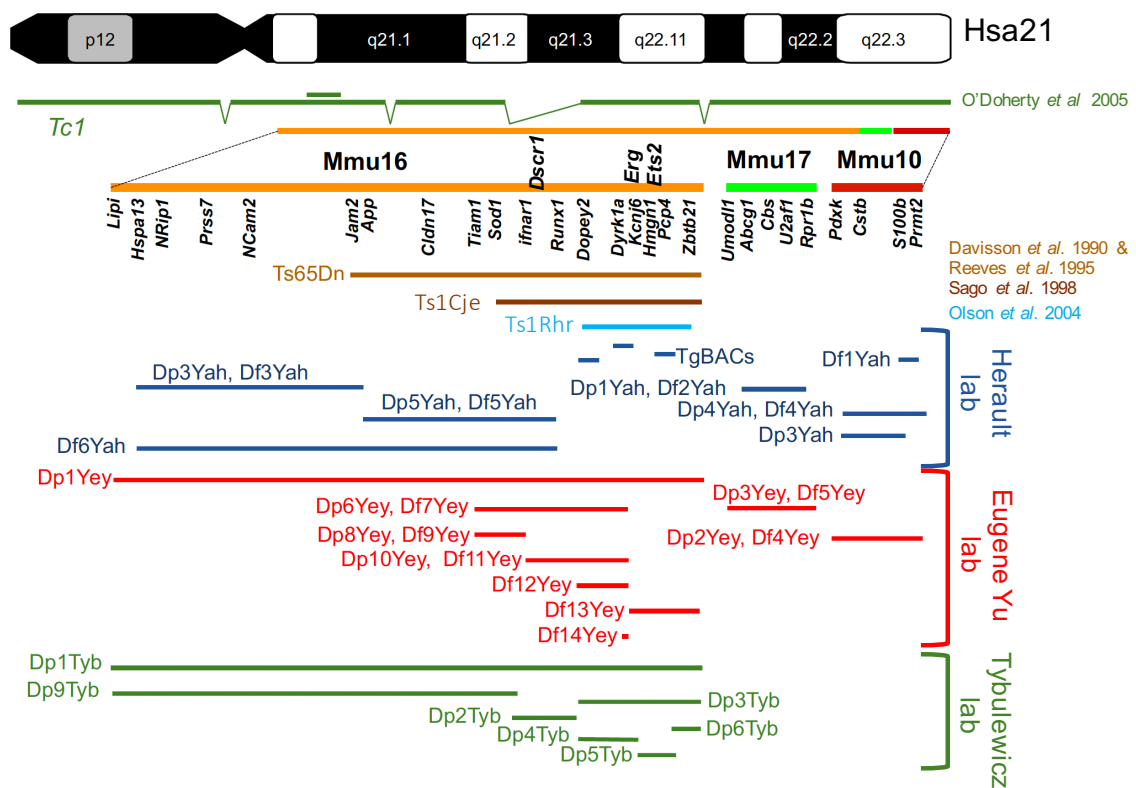 Hsa21
p12
q21.1
q21.2
q21.3
q22.11
q22.2
q22.3
O'Doherty et al 2005
Tc1
Mmu16
Mmu17
Mmu10
Dscr1
Erg
Ets2
Lipi
Hspa13
NRip1
Prss7
NCam2
Jam2
App
Cldn17
Tiam1
Sod1
ifnar1
Runx1
Dopey2
Dyrk1a
Kcnj6
Hmgn1
Pcp4
Zbtb21
Umodl1
Abcg1
Cbs
U2af1
Rpr1b
Pdxk
Cstb
S100b
Prmt2
Davisson et al. 1990 &
Reeves et al. 1995
Sago et al. 1998
Olson et al. 2004
Ts65Dn
Ts1Cje
Ts1Rhr
TgBACs
Df1Yah
Dp3Yah, Df3Yah
Dp1Yah, Df2Yah
Dp5Yah, Df5Yah
Dp4Yah, Df4Yah
Dp3Yah
Df6Yah
Herault
lab
Dp1Yey
Dp3Yey, Df5Yey
Dp6Yey, Df7Yey
Dp8Yey, Df9Yey
Dp2Yey, Df4Yey
Dp10Yey, Df11Yey
Df12Yey
Df13Yey
Df14Yey
Eugene Yu
lab
Dp1Tyb
Dp9Tyb
Dp3Tyb
Dp2Tyb
Dp6Tyb
Dp4Tyb
Dp5Tyb
Tybulewicz
lab